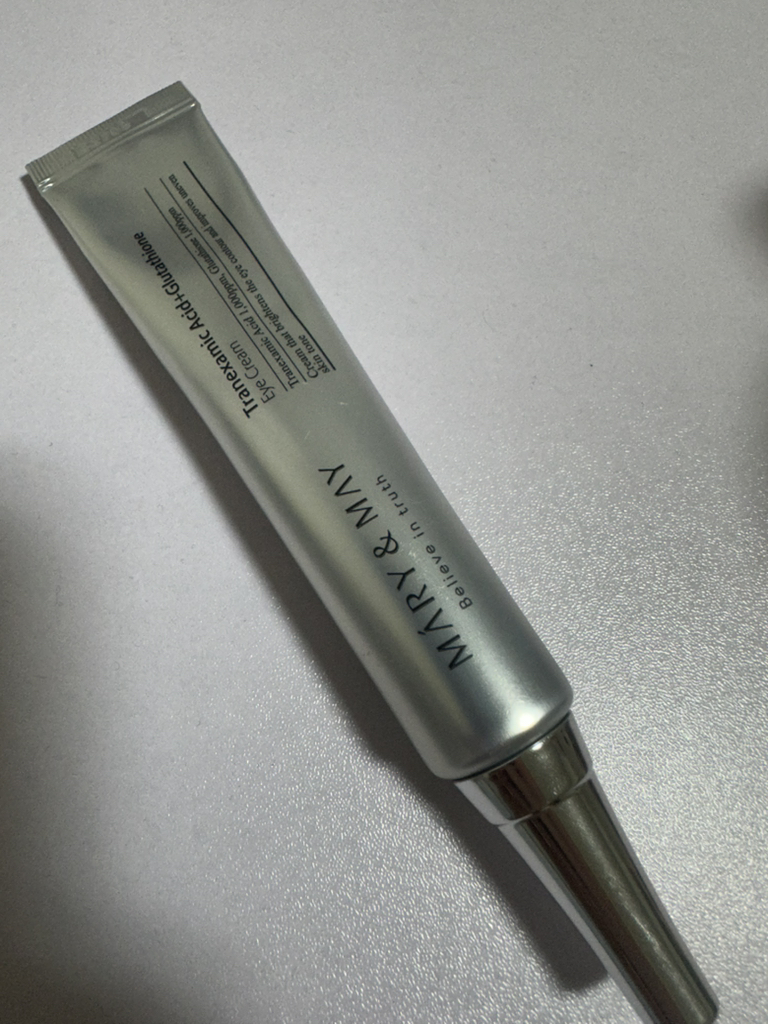 MÁRY & MAY
Believe in truth
Tranexamic Acid+Glutathione
Eye Cream
Tranexamic Acid 1,000ppm, Glutathione 1,000ppm
Cream that brightens the eye contour and improves uneven
skin tone